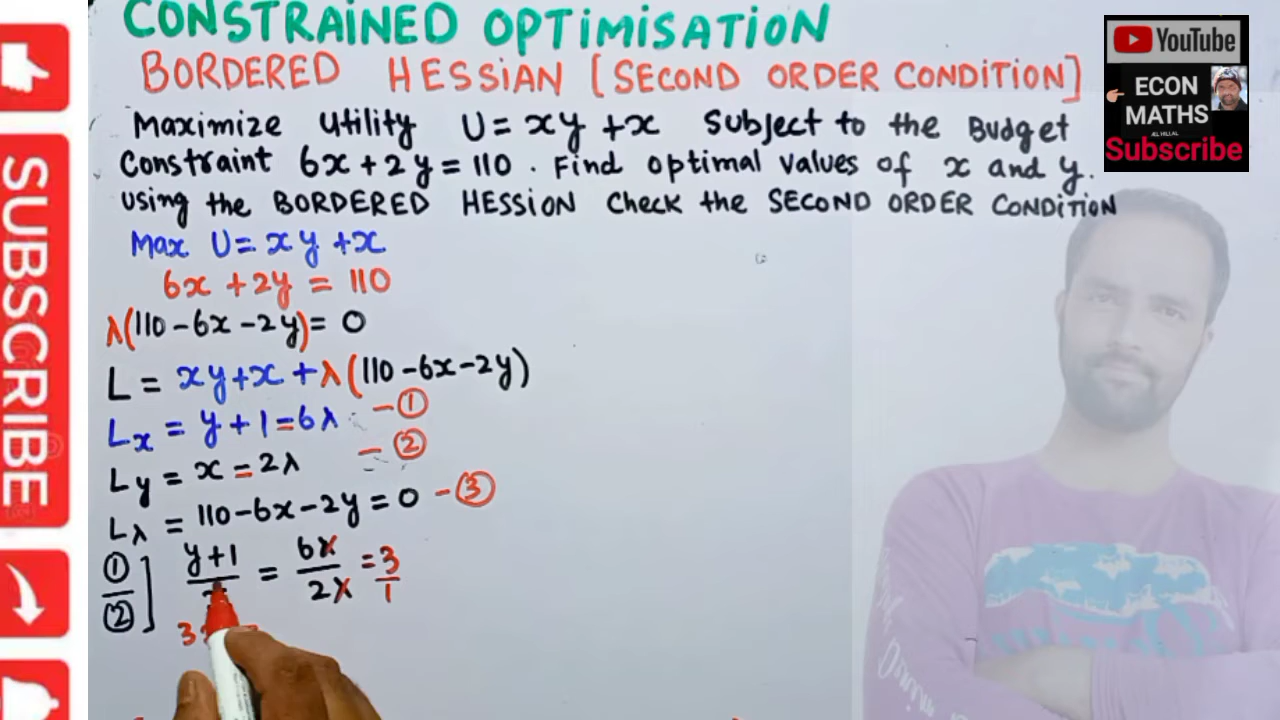 CONSTRAINED OPTIMISATION
BORDERED HESSIAN [SECOND ORDER CONDITION]
Maximize Utility U = xy + x Subject to the Budget
Constraint 6x + 2y = 110 . Find optimal values of x and y.
Using the BORDERED HESSION Check the SECOND ORDER CONDITION
Max U = xy + x
6x + 2y = 110
λ(110 - 6x - 2y) = 0
L = xy + x + λ(110 - 6x - 2y)
Lx = y + 1 = 6λ - ①
Ly = x = 2λ - ②
Lλ = 110 - 6x - 2y = 0 - ③
①/② ] (y + 1)/ = 6λ/2λ = 3/1
3
SUBSCRIBE
YouTube
ECON
MATHS
Subscribe